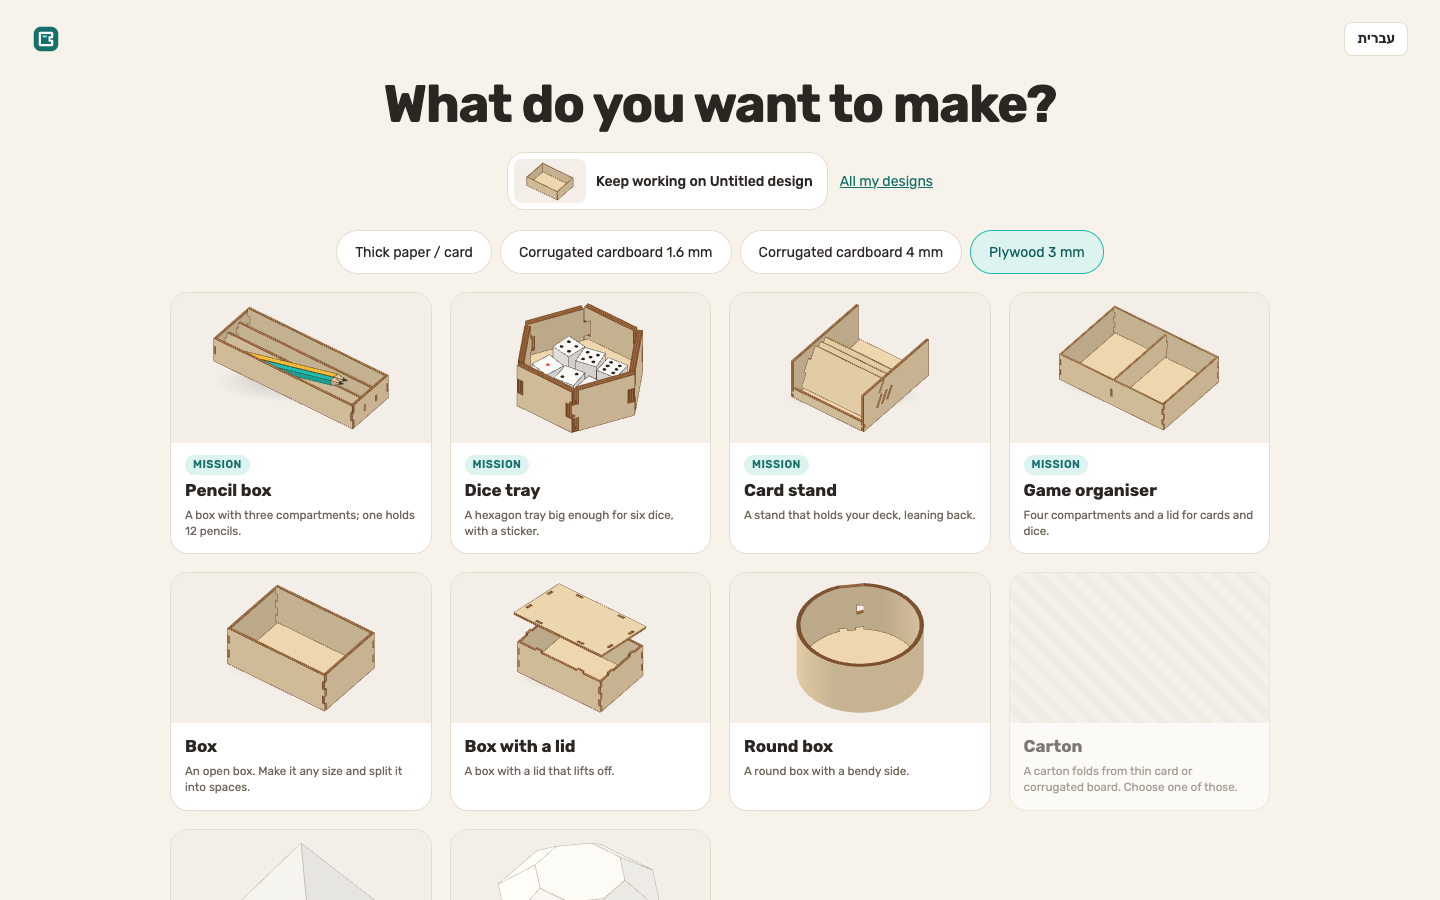 עברית
What do you want to make?
Keep working on Untitled design
All my designs
Thick paper / card
Corrugated cardboard 1.6 mm
Corrugated cardboard 4 mm
Plywood 3 mm
MISSION
Pencil box
A box with three compartments; one holds
12 pencils.
MISSION
Dice tray
A hexagon tray big enough for six dice,
with a sticker.
MISSION
Card stand
A stand that holds your deck, leaning back.
MISSION
Game organiser
Four compartments and a lid for cards and
dice.
Box
An open box. Make it any size and split it
into spaces.
Box with a lid
A box with a lid that lifts off.
Round box
A round box with a bendy side.
Carton
A carton folds from thin card or
corrugated board. Choose one of those.